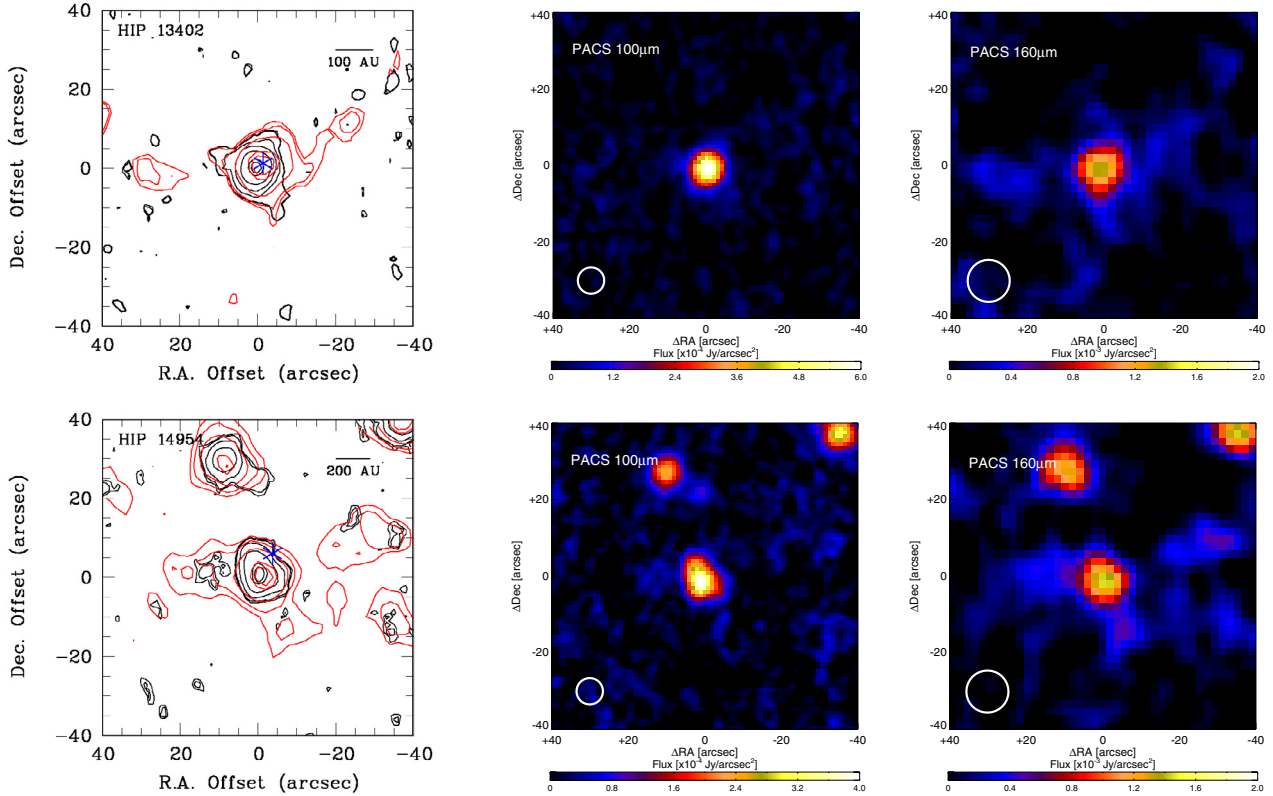 HIP 13402
100 AU
40
20
0
−20
−40
Dec. Offset (arcsec)
40 20 0 −20 −40
R.A. Offset (arcsec)
PACS 100μm
+40
+20
0
-20
-40
ΔDec [arcsec]
+40 +20 0 -20 -40
ΔRA [arcsec]
Flux [x10⁻⁴ Jy/arcsec²]
0 1.2 2.4 3.6 4.8 6.0
PACS 160μm
+40
+20
0
-20
-40
ΔDec [arcsec]
+40 +20 0 -20 -40
ΔRA [arcsec]
Flux [x10⁻³ Jy/arcsec²]
0 0.4 0.8 1.2 1.6 2.0
HIP 14954
200 AU
40
20
0
−20
−40
Dec. Offset (arcsec)
40 20 0 −20 −40
R.A. Offset (arcsec)
PACS 100μm
+40
+20
0
-20
-40
ΔDec [arcsec]
+40 +20 0 -20 -40
ΔRA [arcsec]
Flux [x10⁻⁴ Jy/arcsec²]
0 0.8 1.6 2.4 3.2 4.0
PACS 160μm
+40
+20
0
-20
-40
ΔDec [arcsec]
+40 +20 0 -20 -40
ΔRA [arcsec]
Flux [x10⁻³ Jy/arcsec²]
0 0.4 0.8 1.2 1.6 2.0